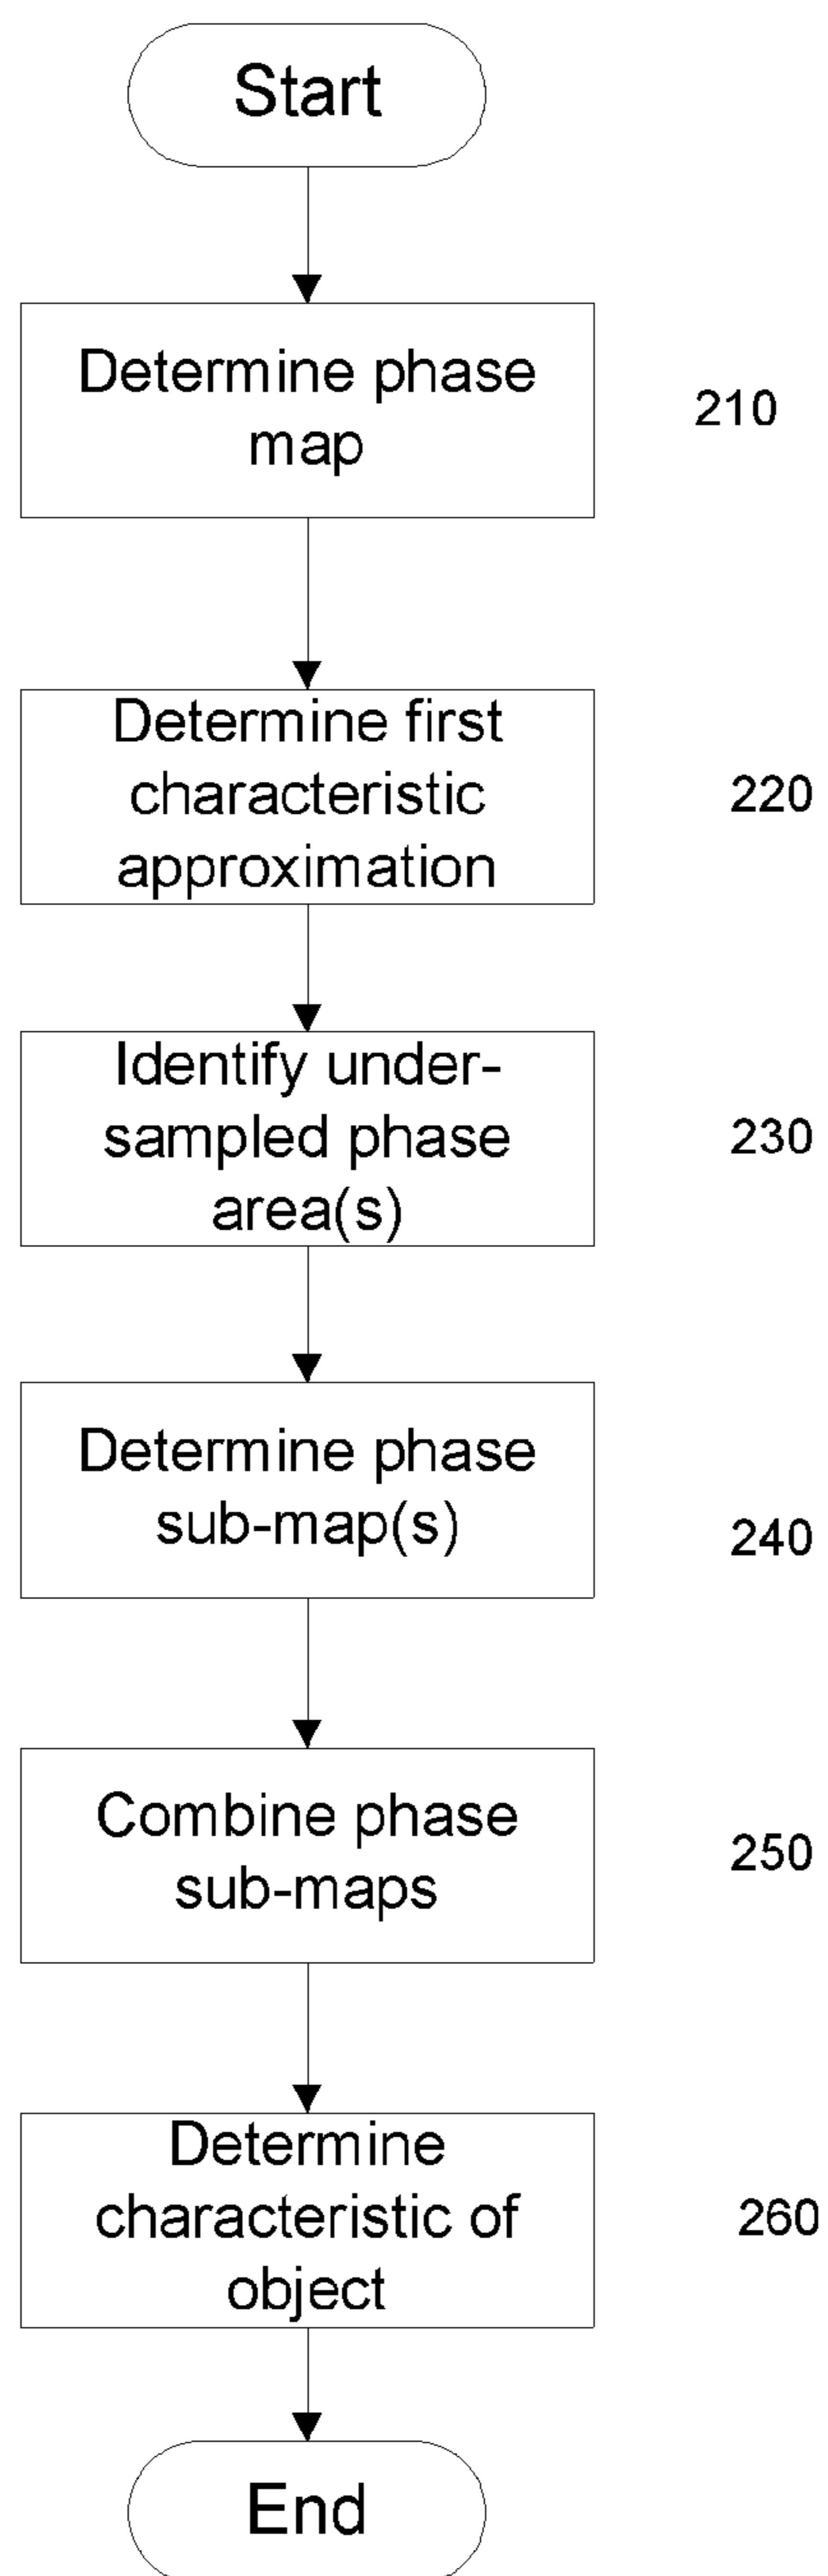 Start
Determine phase
map
210
Determine first
characteristic
approximation
220
Identify under-
sampled phase
area(s)
230
Determine phase
sub-map(s)
240
Combine phase
sub-maps
250
Determine
characteristic of
object
260
End